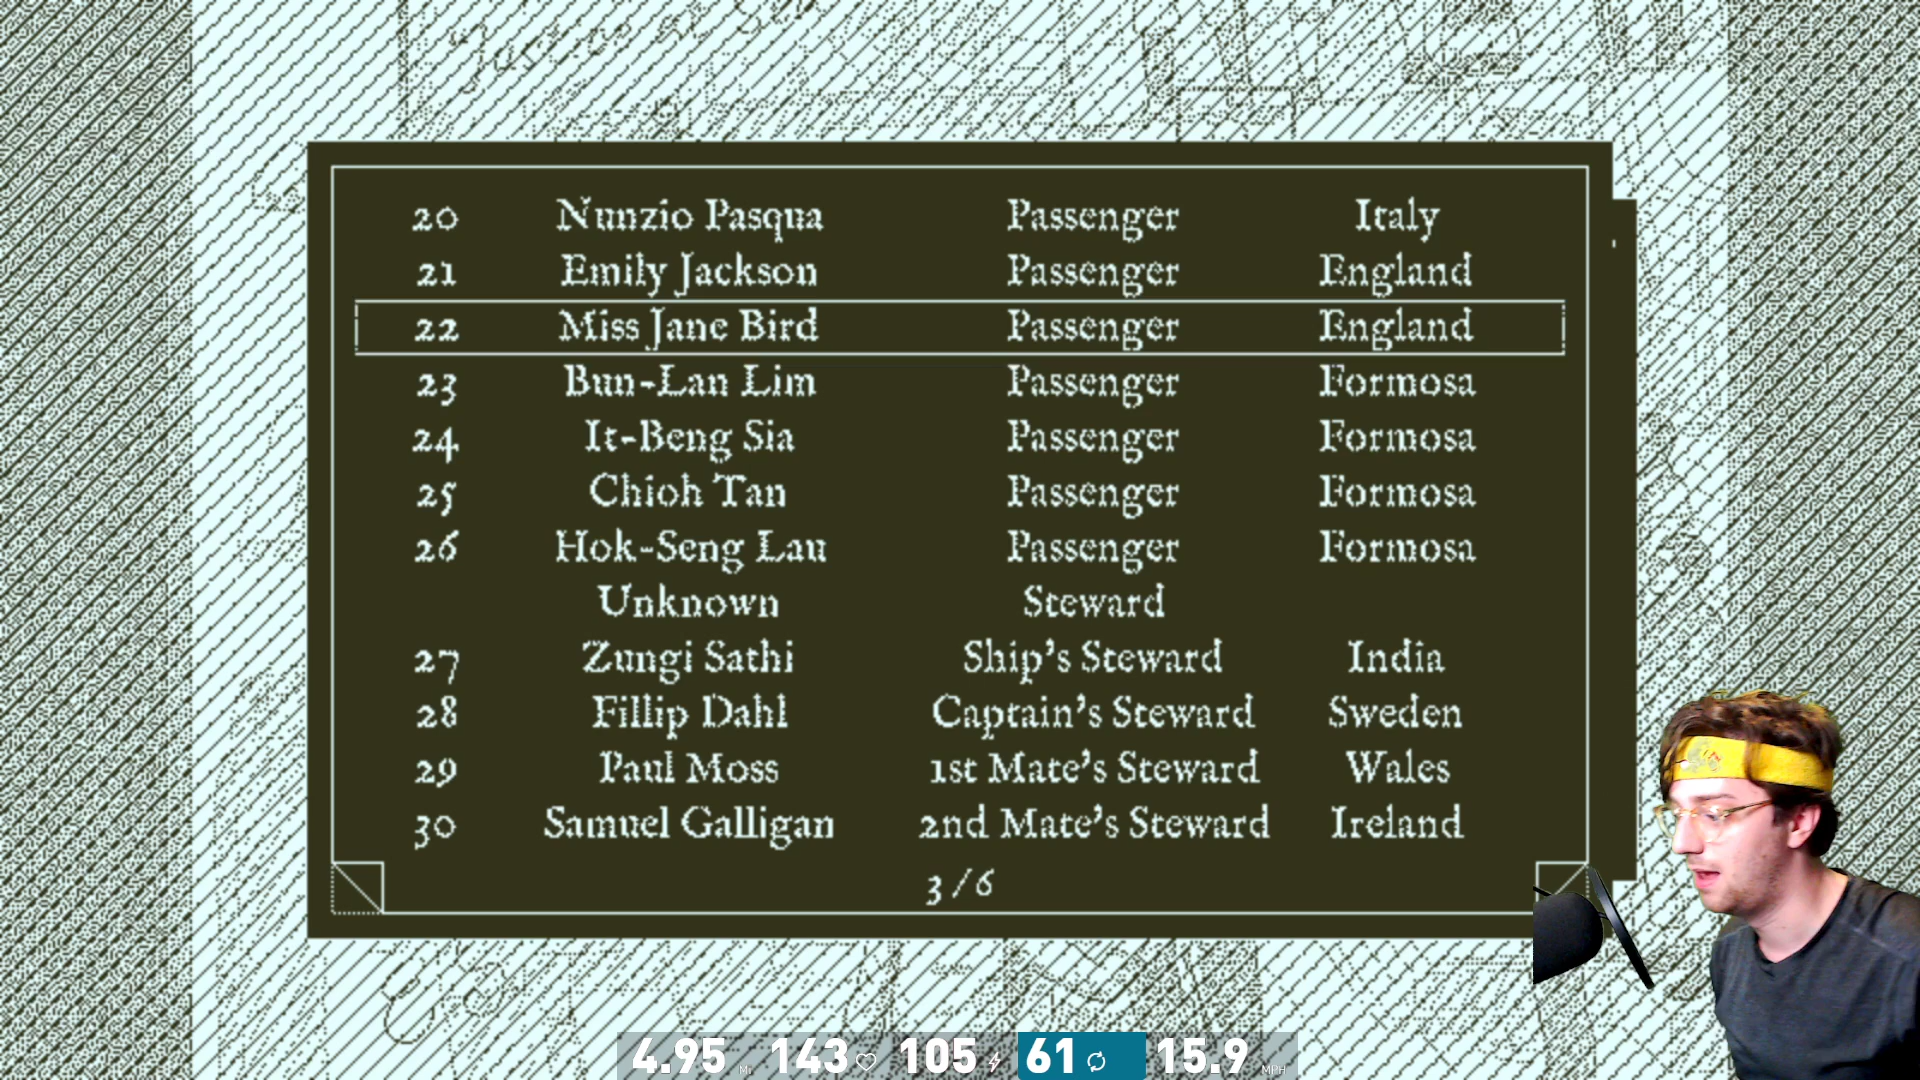 Justice at S
20 Nunzio Pasqua Passenger Italy
21 Emily Jackson Passenger England
22 Miss Jane Bird Passenger England
23 Bun-Lan Lim Passenger Formosa
24 It-Beng Sia Passenger Formosa
25 Chioh Tan Passenger Formosa
26 Hok-Seng Lau Passenger Formosa
Unknown Steward
27 Zungi Sathi Ship's Steward India
28 Fillip Dahl Captain's Steward Sweden
29 Paul Moss 1st Mate's Steward Wales
30 Samuel Galligan 2nd Mate's Steward Ireland
3/6
4.95 143 105 61 15.9 MPH